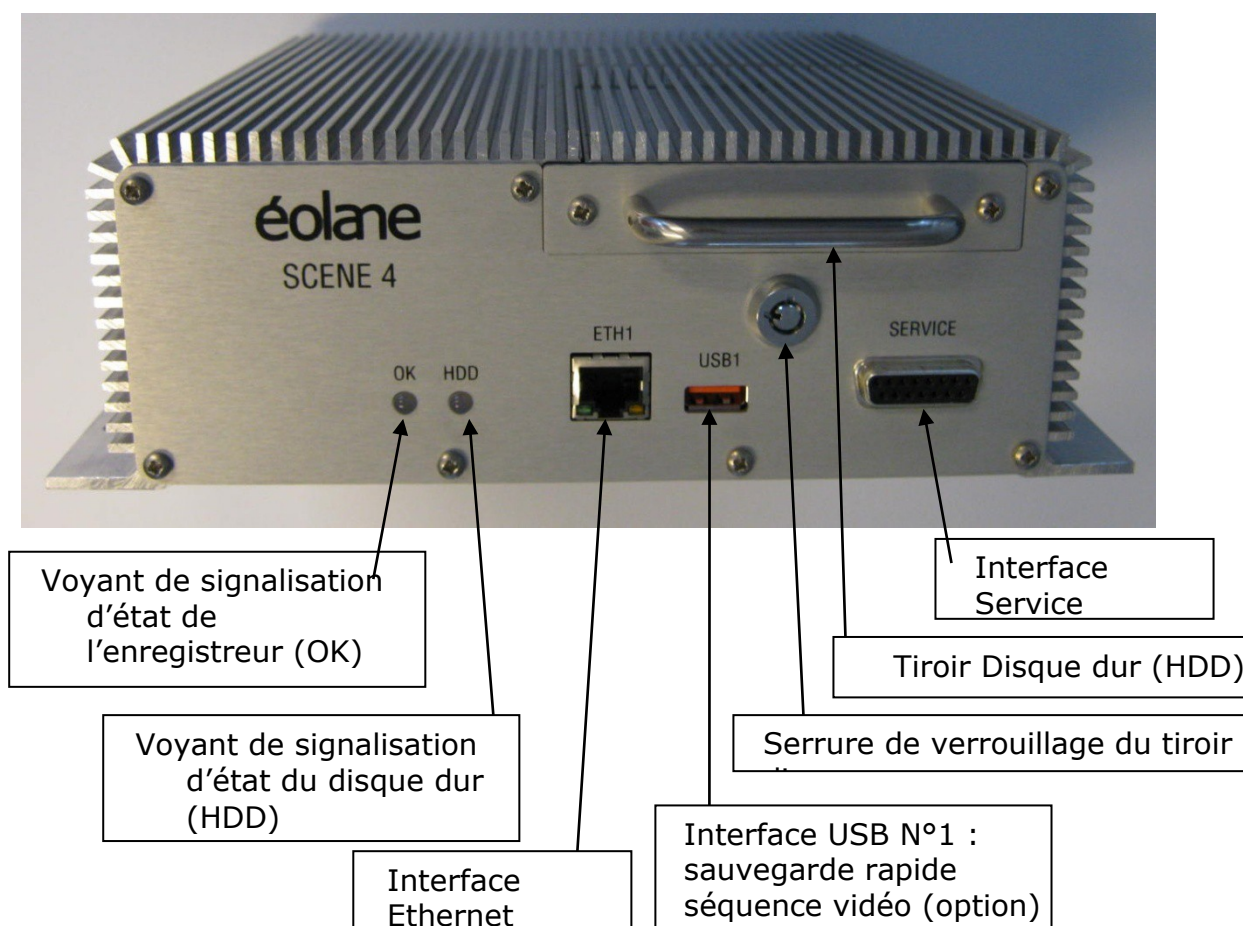 éolane
SCENE 4
ETH1
SERVICE
USB1
OK HDD
Voyant de signalisation
d’état de
l’enregistreur (OK)
Interface
Service
Tiroir Disque dur (HDD)
Voyant de signalisation
d’état du disque dur
(HDD)
Serrure de verrouillage du tiroir
Interface USB N°1 :
sauvegarde rapide
séquence vidéo (option)
Interface
Ethernet